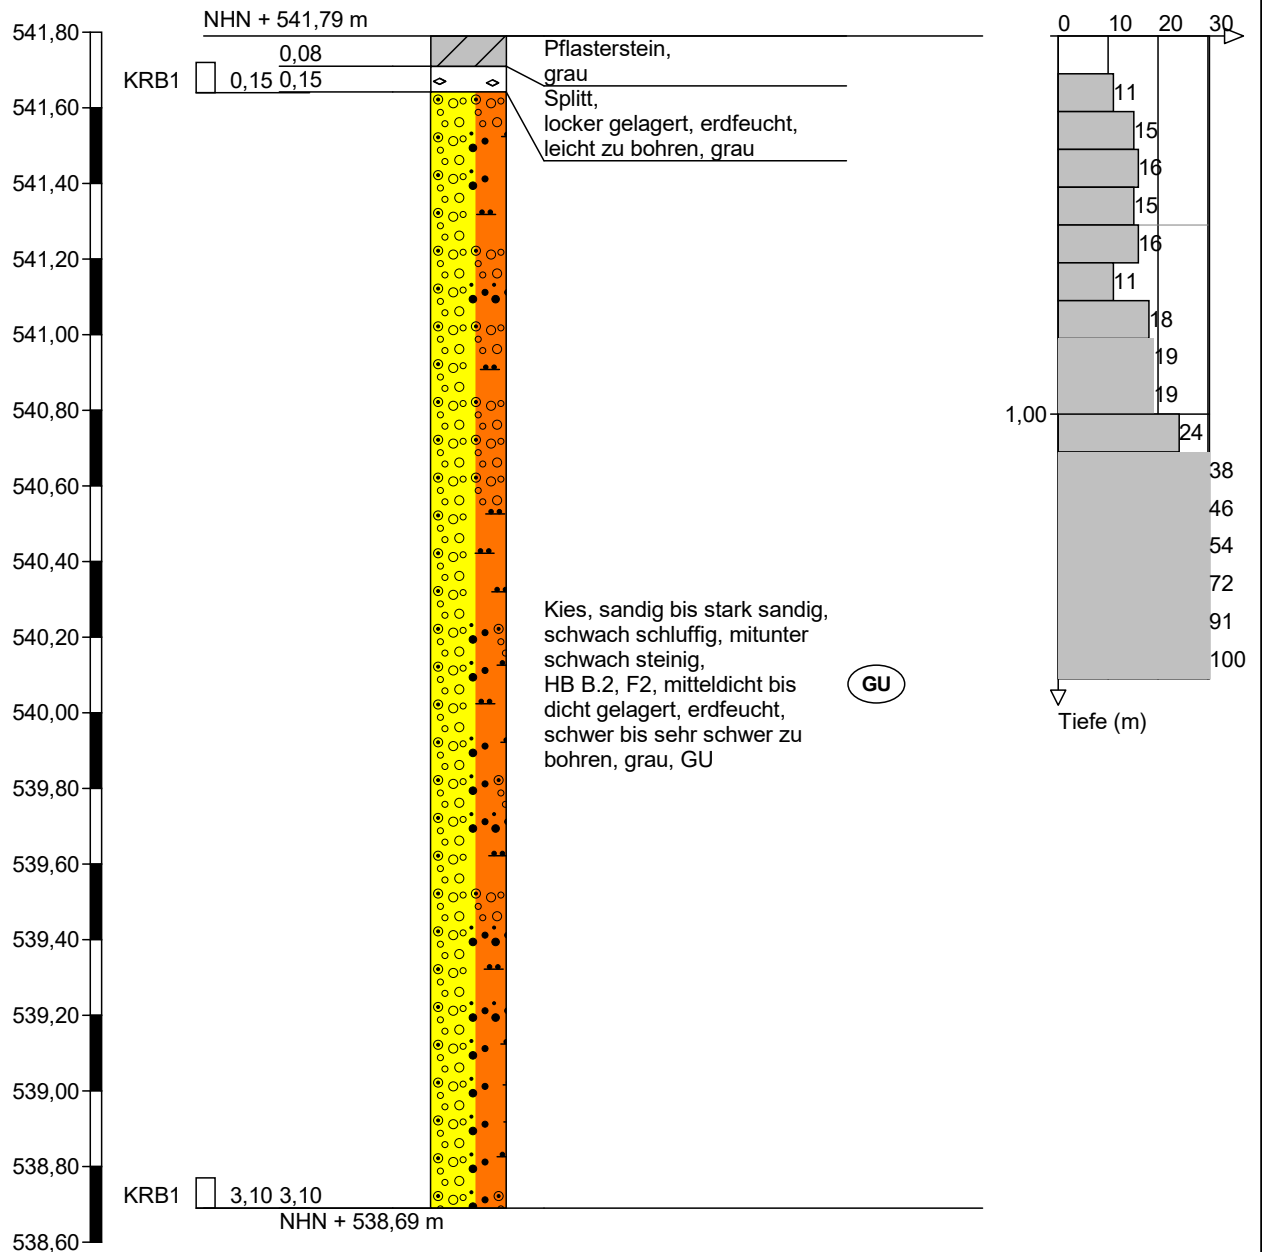 NHN + 541,79 m
0 10 20 30
541,80
0,08
Pflasterstein,
grau
KRB1 0,15 0,15
Splitt,
locker gelagert, erdfeucht,
leicht zu bohren, grau
541,60
541,40
541,20
541,00
540,80
540,60
540,40
540,20
540,00
539,80
539,60
539,40
539,20
539,00
538,80
538,60
Kies, sandig bis stark sandig,
schwach schluffig, mitunter
schwach steinig,
HB B.2, F2, mitteldicht bis
dicht gelagert, erdfeucht,
schwer bis sehr schwer zu
bohren, grau, GU
GU
KRB1 3,10 3,10
NHN + 538,69 m
11
15
16
15
16
11
18
19
19
1,00
24
38
46
54
72
91
100
Tiefe (m)